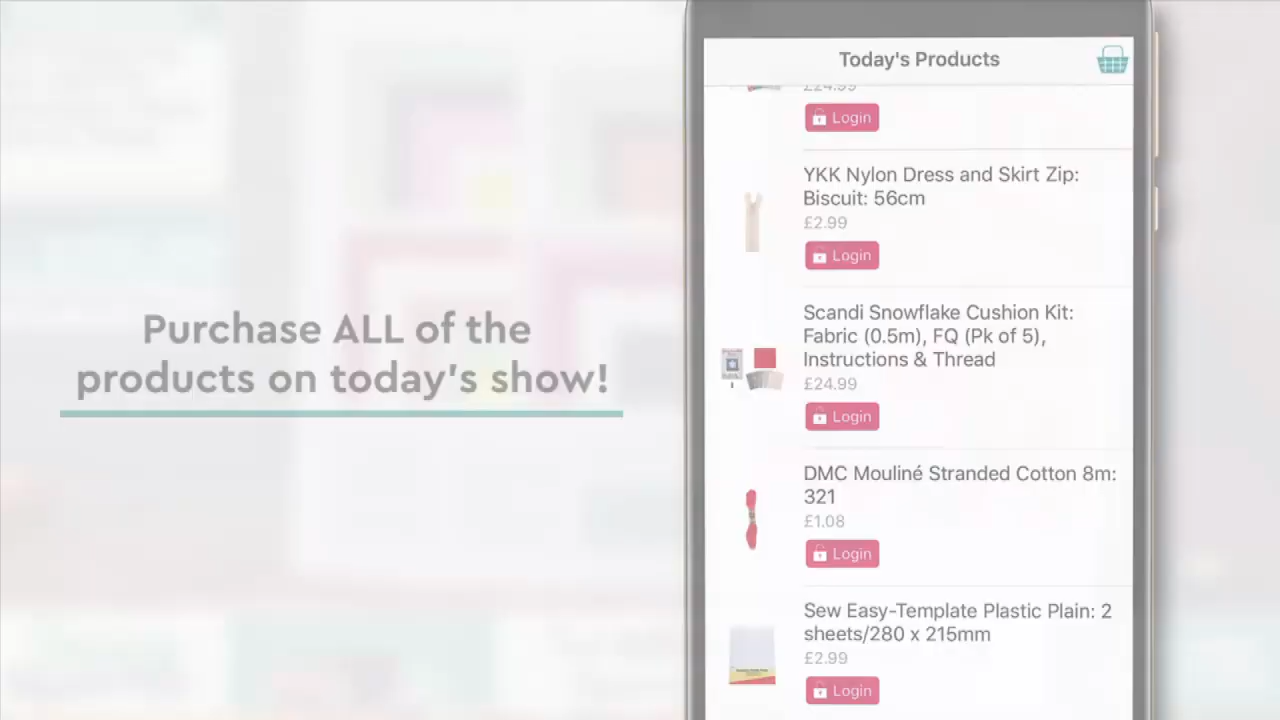 Today's Products
£24.99
Login
YKK Nylon Dress and Skirt Zip:
Biscuit: 56cm
£2.99
Login
Purchase ALL of the
products on today's show!
Scandi Snowflake Cushion Kit:
Fabric (0.5m), FQ (Pk of 5),
Instructions & Thread
£24.99
Login
DMC Mouliné Stranded Cotton 8m:
321
£1.08
Login
Sew Easy-Template Plastic Plain: 2
sheets/280 x 215mm
£2.99
Login